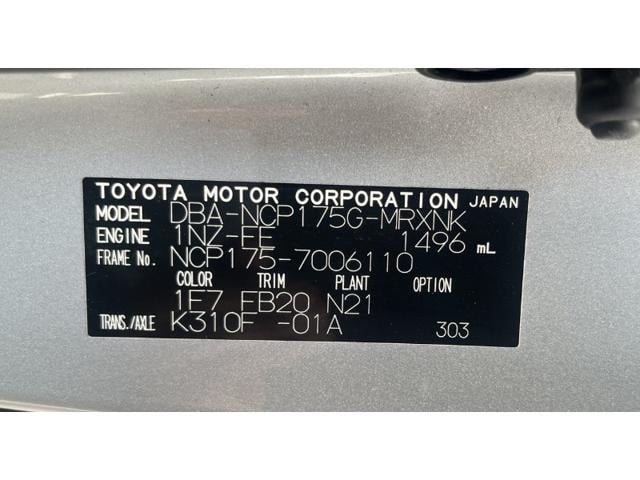 TOYOTA MOTOR CORPORATION JAPAN
MODEL DBA-NCP175G-MRXNK
ENGINE 1NZ-FE 1496 mL
FRAME No. NCP175-7006110
COLOR TRIM PLANT OPTION
1F7 FB20 N21
TRANS./AXLE K310F -01A 303